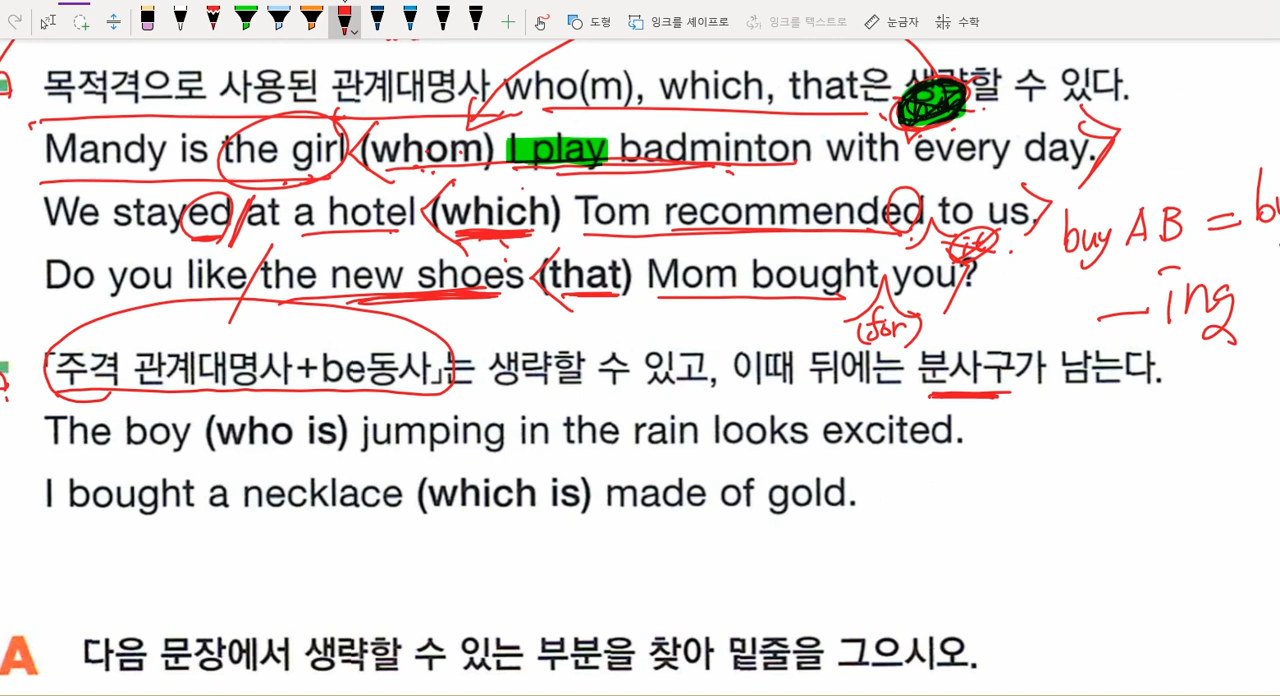 도형 잉크를 셰이프로 잉크를 텍스트로 눈금자 수학
목적격으로 사용된 관계대명사 who(m), which, that은 생략할 수 있다.
Mandy is the girl (whom) I play badminton with every day.
We stayed at a hotel (which) Tom recommended to us.
buy AB =
Do you like the new shoes (that) Mom bought you?
(for)
ing
「주격 관계대명사+be동사」는 생략할 수 있고, 이때 뒤에는 분사구가 남는다.
The boy (who is) jumping in the rain looks excited.
I bought a necklace (which is) made of gold.
A 다음 문장에서 생략할 수 있는 부분을 찾아 밑줄을 그으시오.